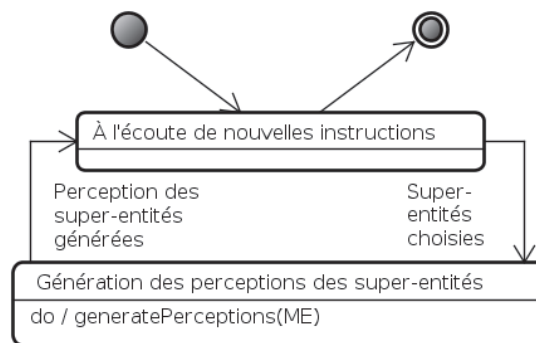 À l'écoute de nouvelles instructions
Perception des
super-entités
générées
Super-
entités
choisies
Génération des perceptions des super-entités
do / generatePerceptions(ME)